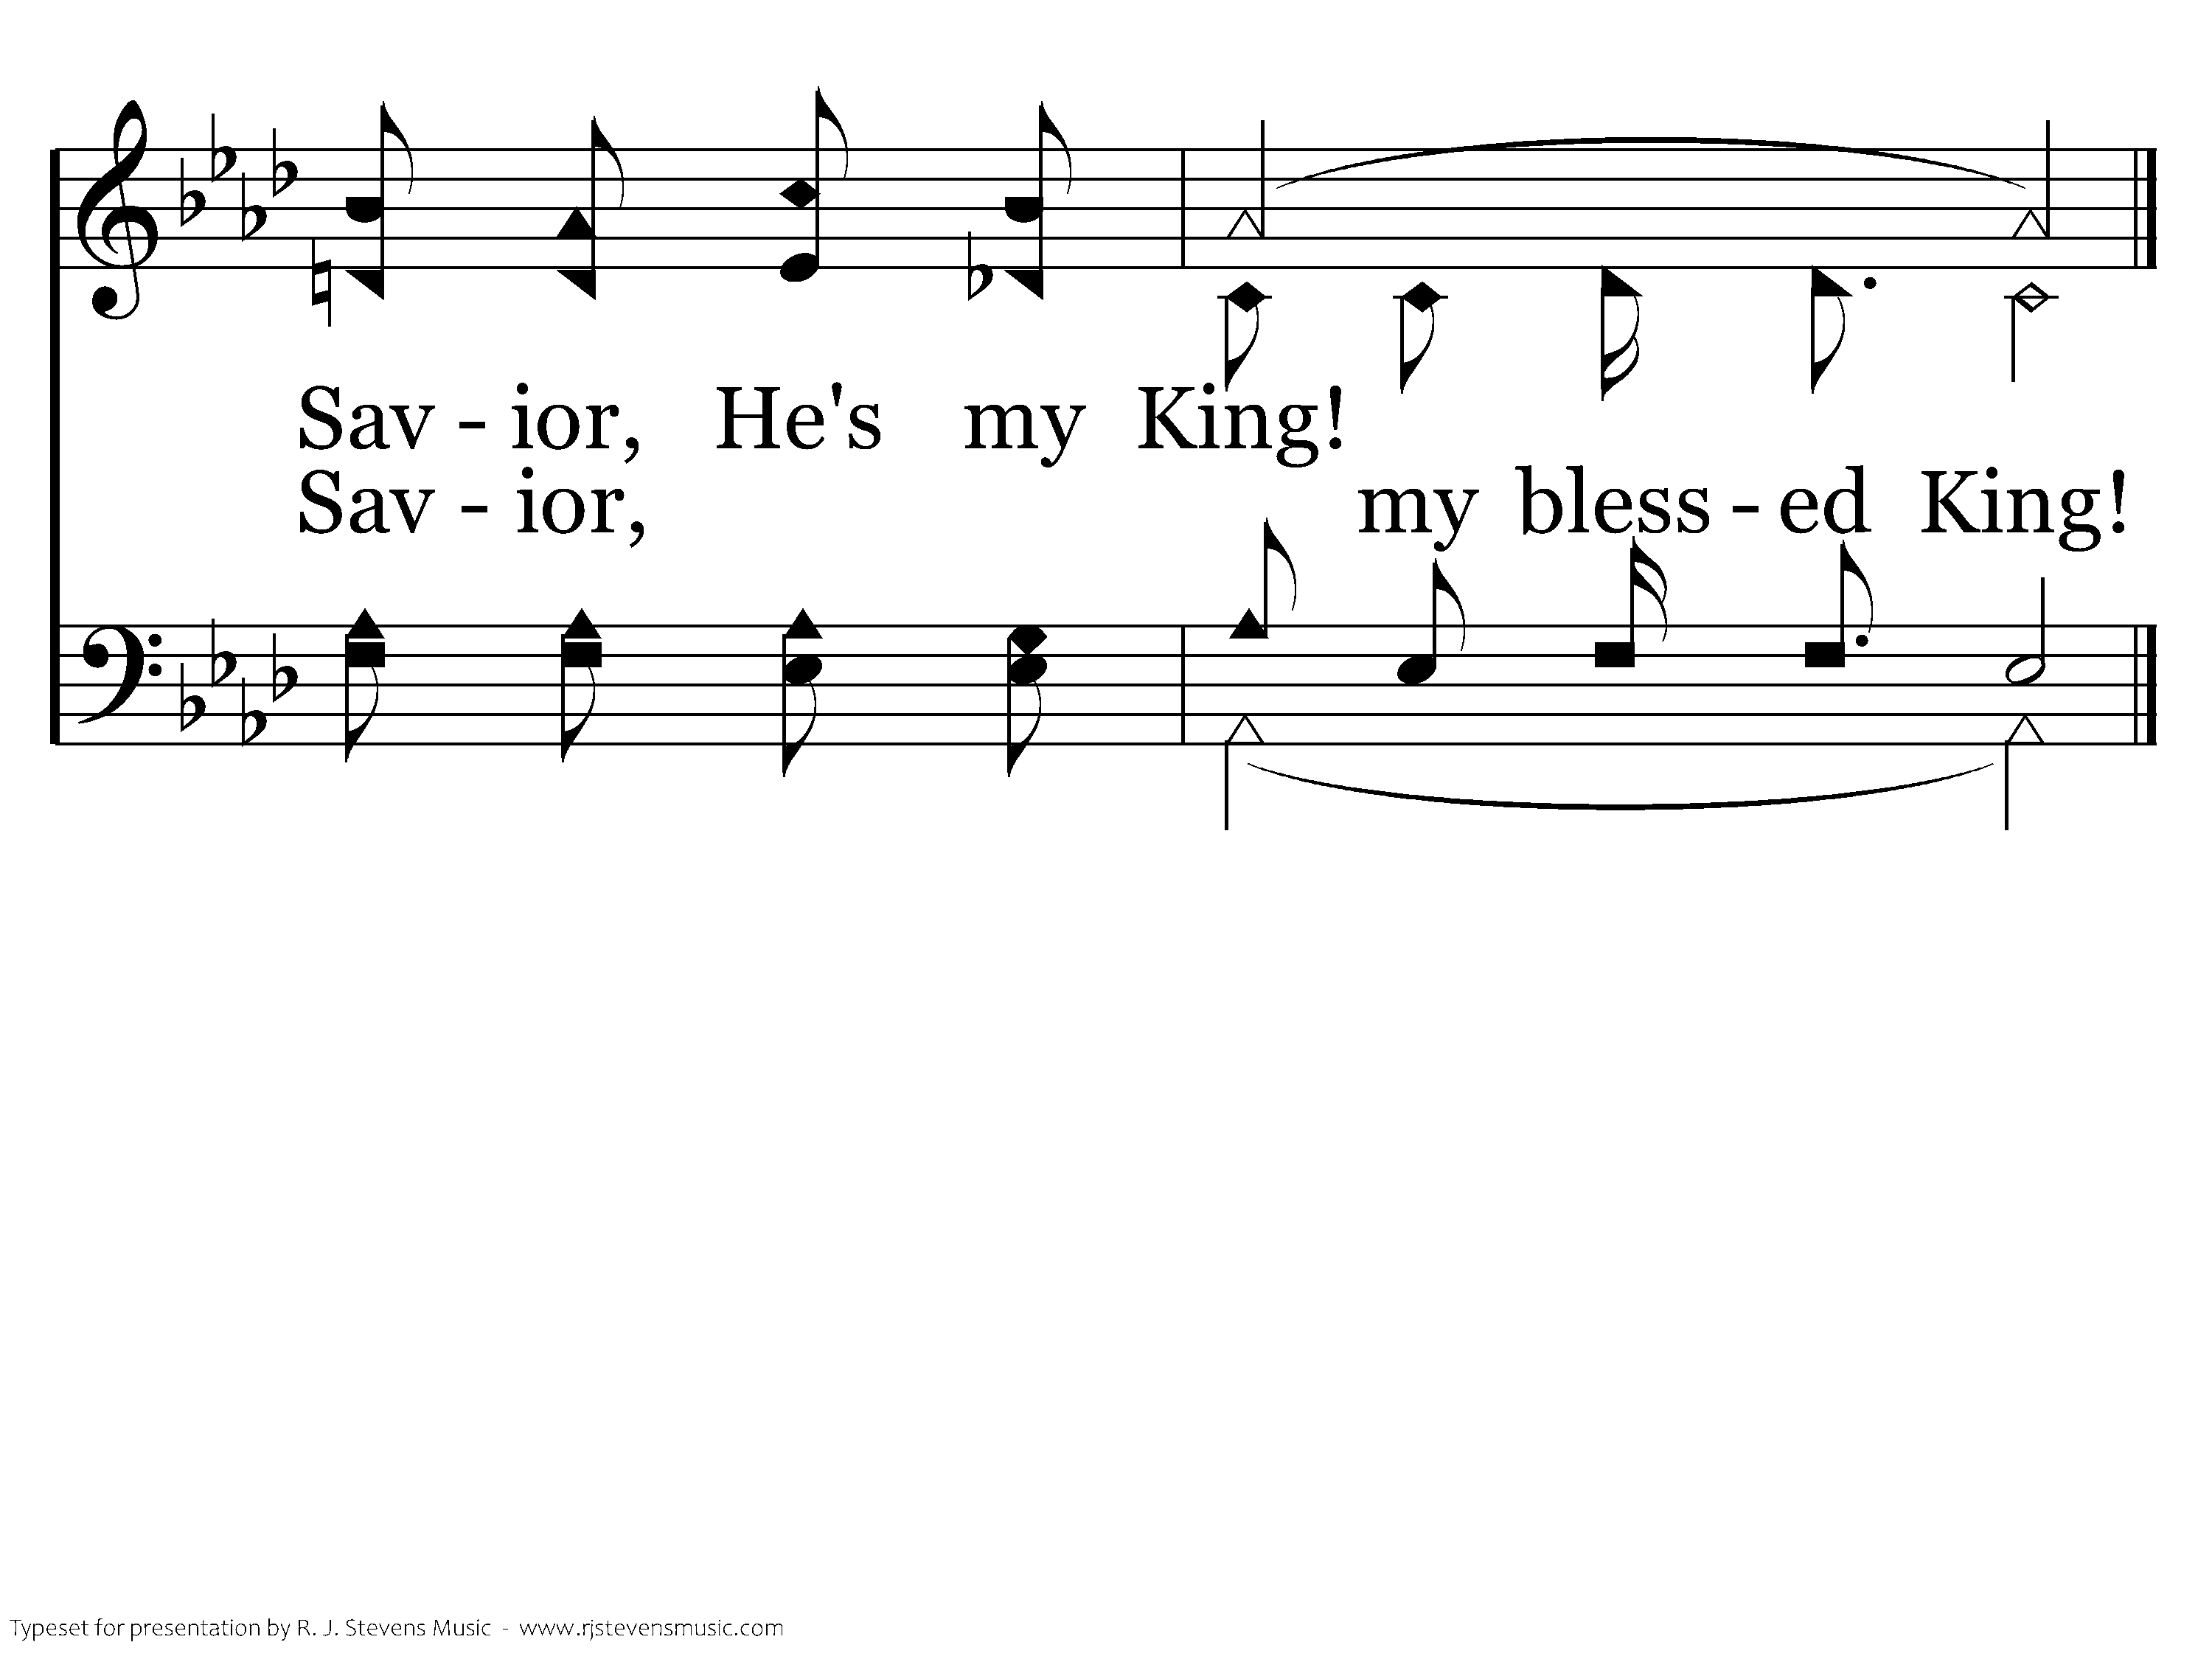 Sav - ior, He's my King!
Sav - ior, my bless - ed King!
Typeset for presentation by R. J. Stevens Music - www.rjstevensmusic.com